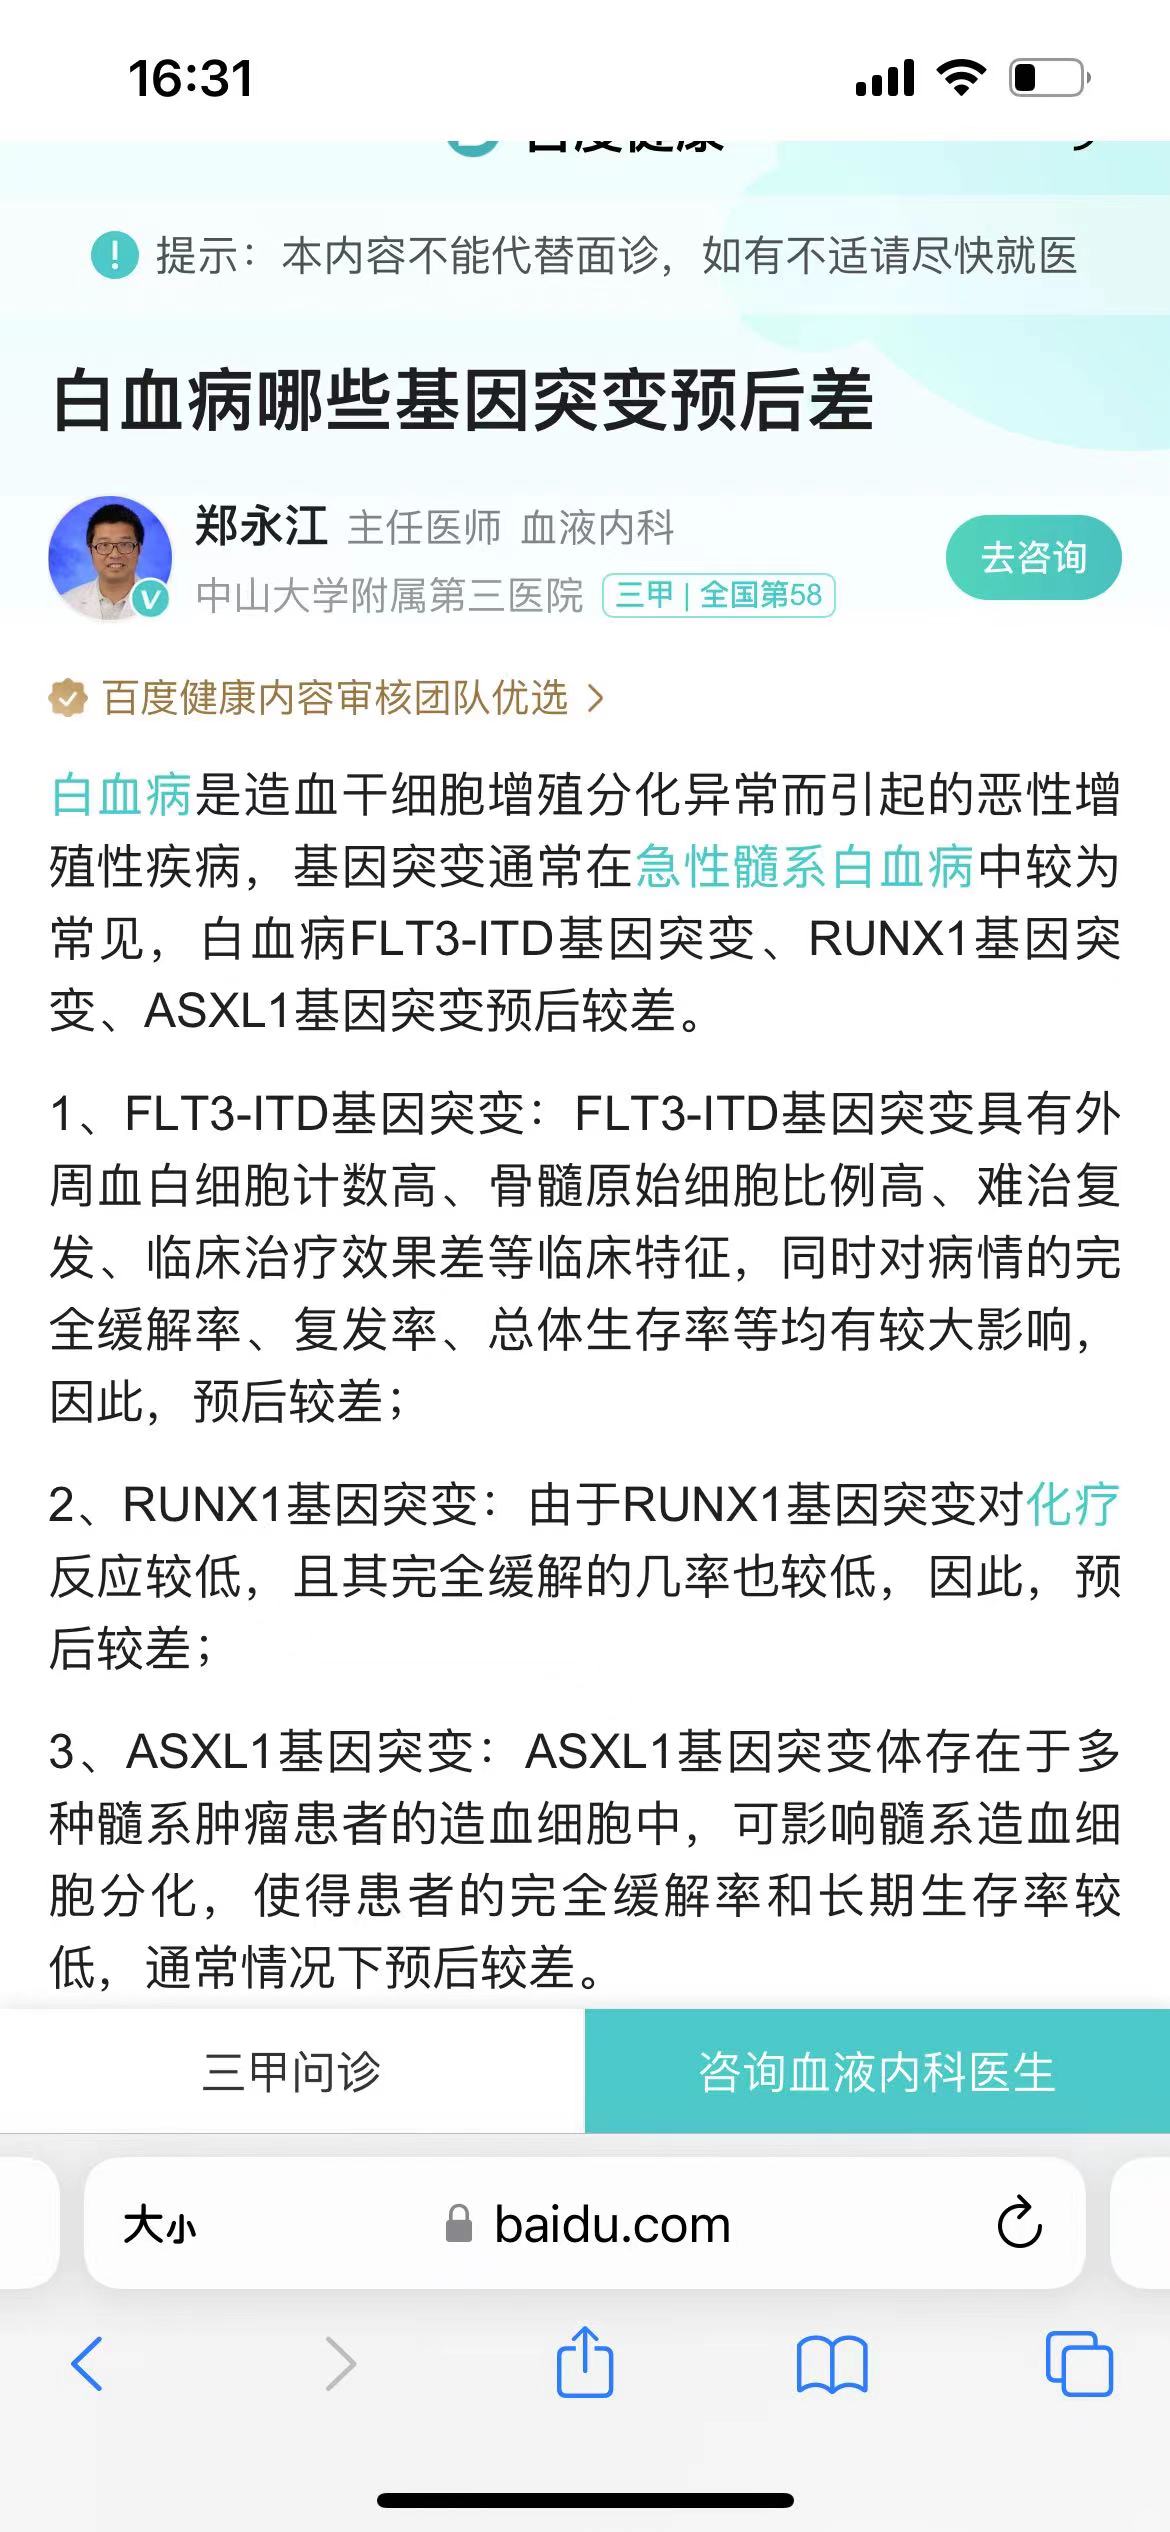 16:31
百度健康
提示：本内容不能代替面诊，如有不适请尽快就医
白血病哪些基因突变预后差
郑永江 主任医师 血液内科
去咨询
中山大学附属第三医院 三甲 | 全国第58
百度健康内容审核团队优选 >
白血病是造血干细胞增殖分化异常而引起的恶性增
殖性疾病，基因突变通常在急性髓系白血病中较为
常见，白血病FLT3-ITD基因突变、RUNX1基因突
变、ASXL1基因突变预后较差。
1、FLT3-ITD基因突变：FLT3-ITD基因突变具有外
周血白细胞计数高、骨髓原始细胞比例高、难治复
发、临床治疗效果差等临床特征，同时对病情的完
全缓解率、复发率、总体生存率等均有较大影响，
因此，预后较差；
2、RUNX1基因突变：由于RUNX1基因突变对化疗
反应较低，且其完全缓解的几率也较低，因此，预
后较差；
3、ASXL1基因突变：ASXL1基因突变体存在于多
种髓系肿瘤患者的造血细胞中，可影响髓系造血细
胞分化，使得患者的完全缓解率和长期生存率较
低，通常情况下预后较差。
三甲问诊
咨询血液内科医生
大小
baidu.com